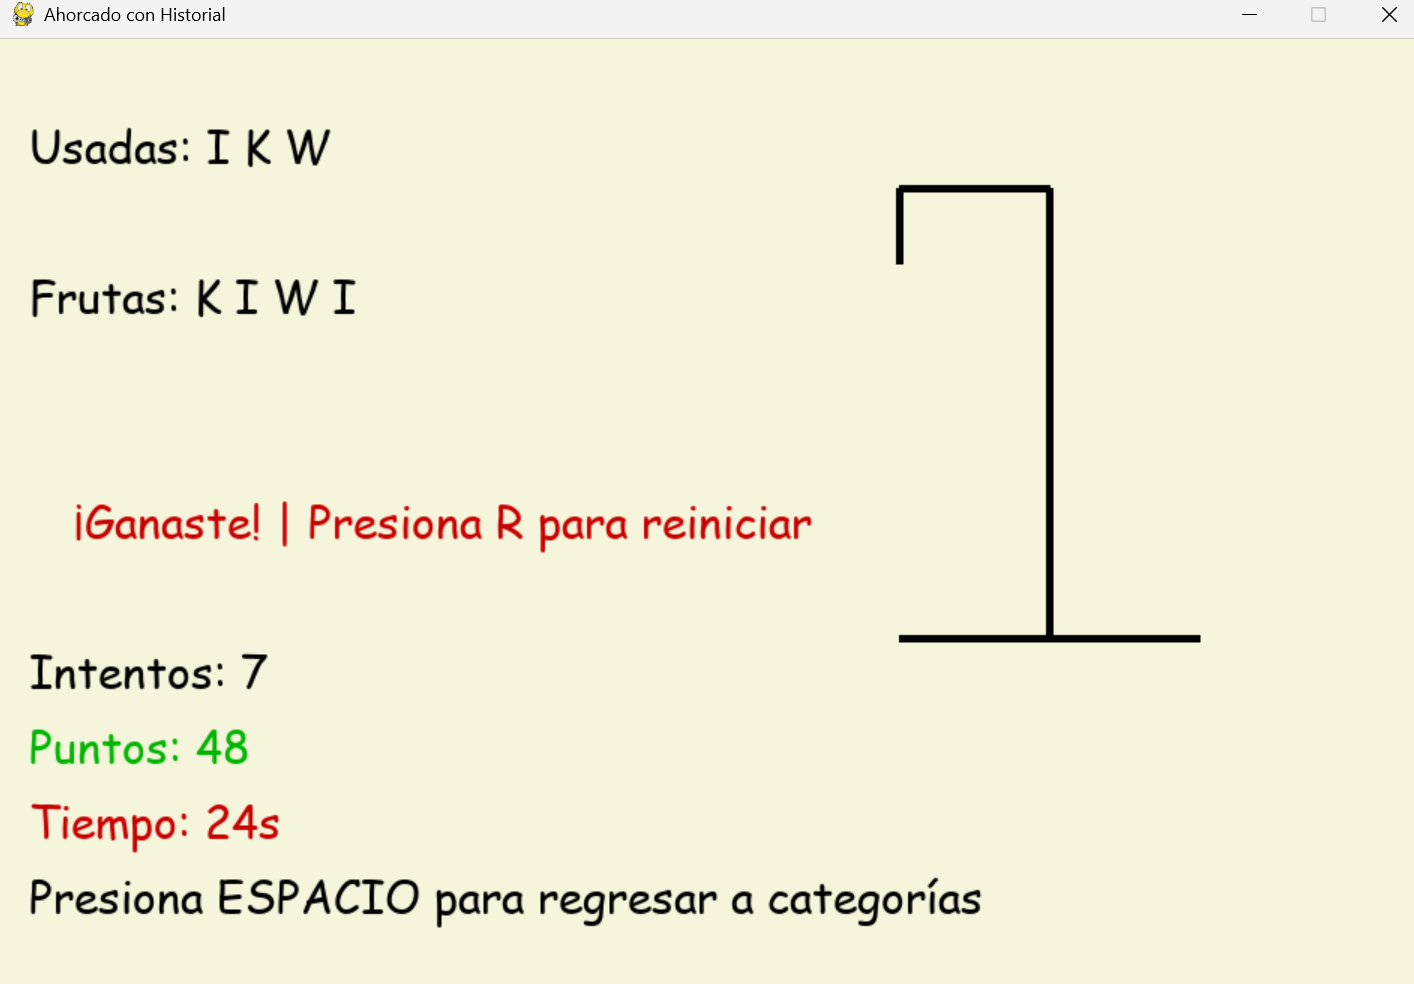 Ahorcado con Historial
Usadas: I K W
Frutas: K I W I
¡Ganaste! | Presiona R para reiniciar
Intentos: 7
Puntos: 48
Tiempo: 24s
Presiona ESPACIO para regresar a categorías